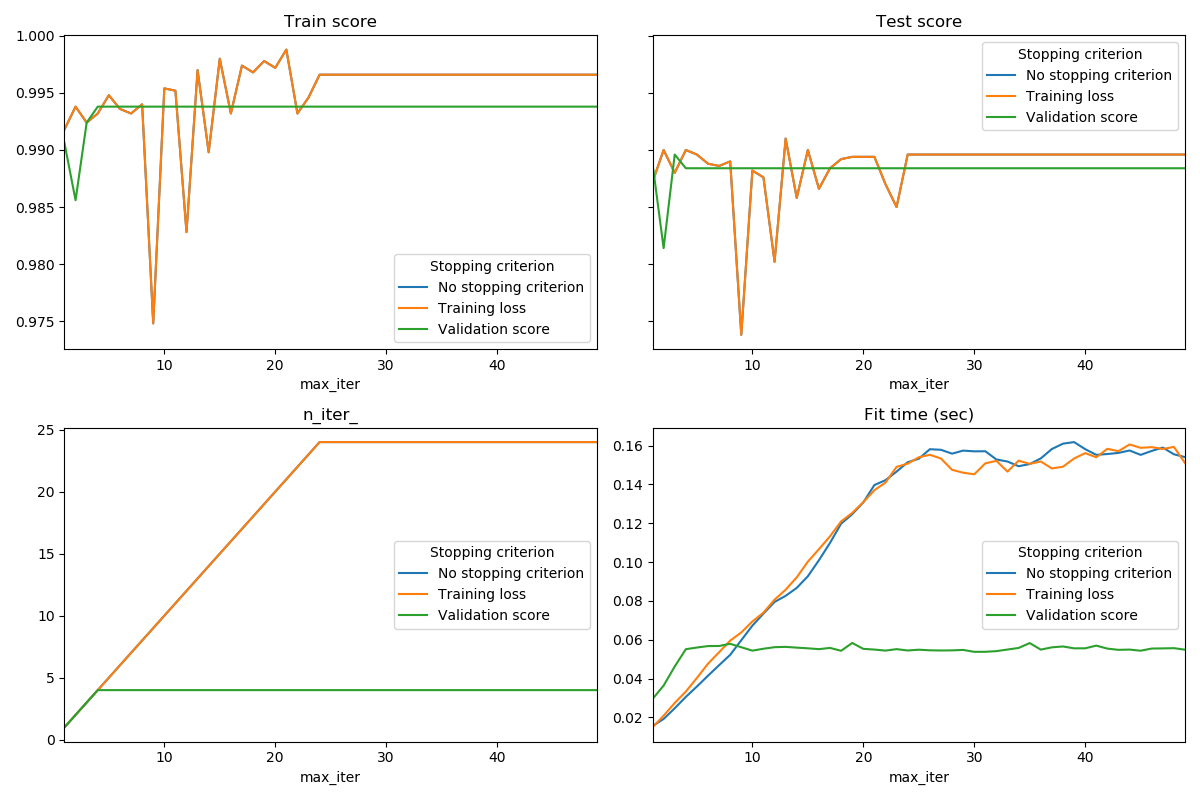 Train score
1.000
0.995
0.990
0.985
0.980
0.975
Stopping criterion
No stopping criterion
Training loss
Validation score
10 20 30 40
max_iter
Test score
Stopping criterion
No stopping criterion
Training loss
Validation score
10 20 30 40
max_iter
n_iter_
25
20
15
10
5
0
Stopping criterion
No stopping criterion
Training loss
Validation score
10 20 30 40
max_iter
Fit time (sec)
0.16
0.14
0.12
0.10
0.08
0.06
0.04
0.02
Stopping criterion
No stopping criterion
Training loss
Validation score
10 20 30 40
max_iter